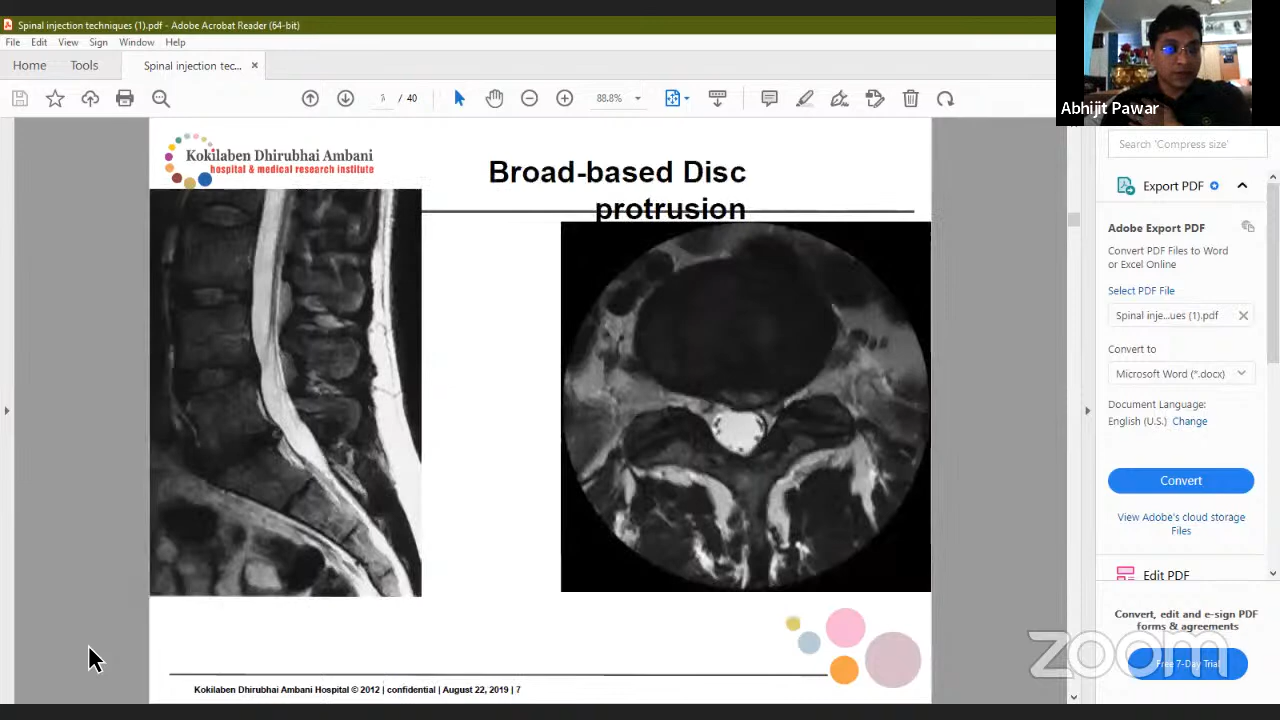 Spinal injection techniques (1).pdf - Adobe Acrobat Reader (64-bit)
File Edit View Sign Window Help
Home Tools Spinal injection tec... ×
/ 40 88.8%
Abhijit Pawar
Search 'Compress size'
Kokilaben Dhirubhai Ambani
hospital & medical research institute
Broad-based Disc
protrusion
Export PDF
Adobe Export PDF
Convert PDF Files to Word
or Excel Online
Select PDF File
Spinal inje...ues (1).pdf
Convert to
Microsoft Word (*.docx)
Document Language:
English (U.S.) Change
Convert
View Adobe's cloud storage
Files
Edit PDF
Convert, edit and e-sign PDF
forms & agreements
Free 7-Day Trial
zoom
Kokilaben Dhirubhai Ambani Hospital © 2012 | confidential | August 22, 2019 | 7